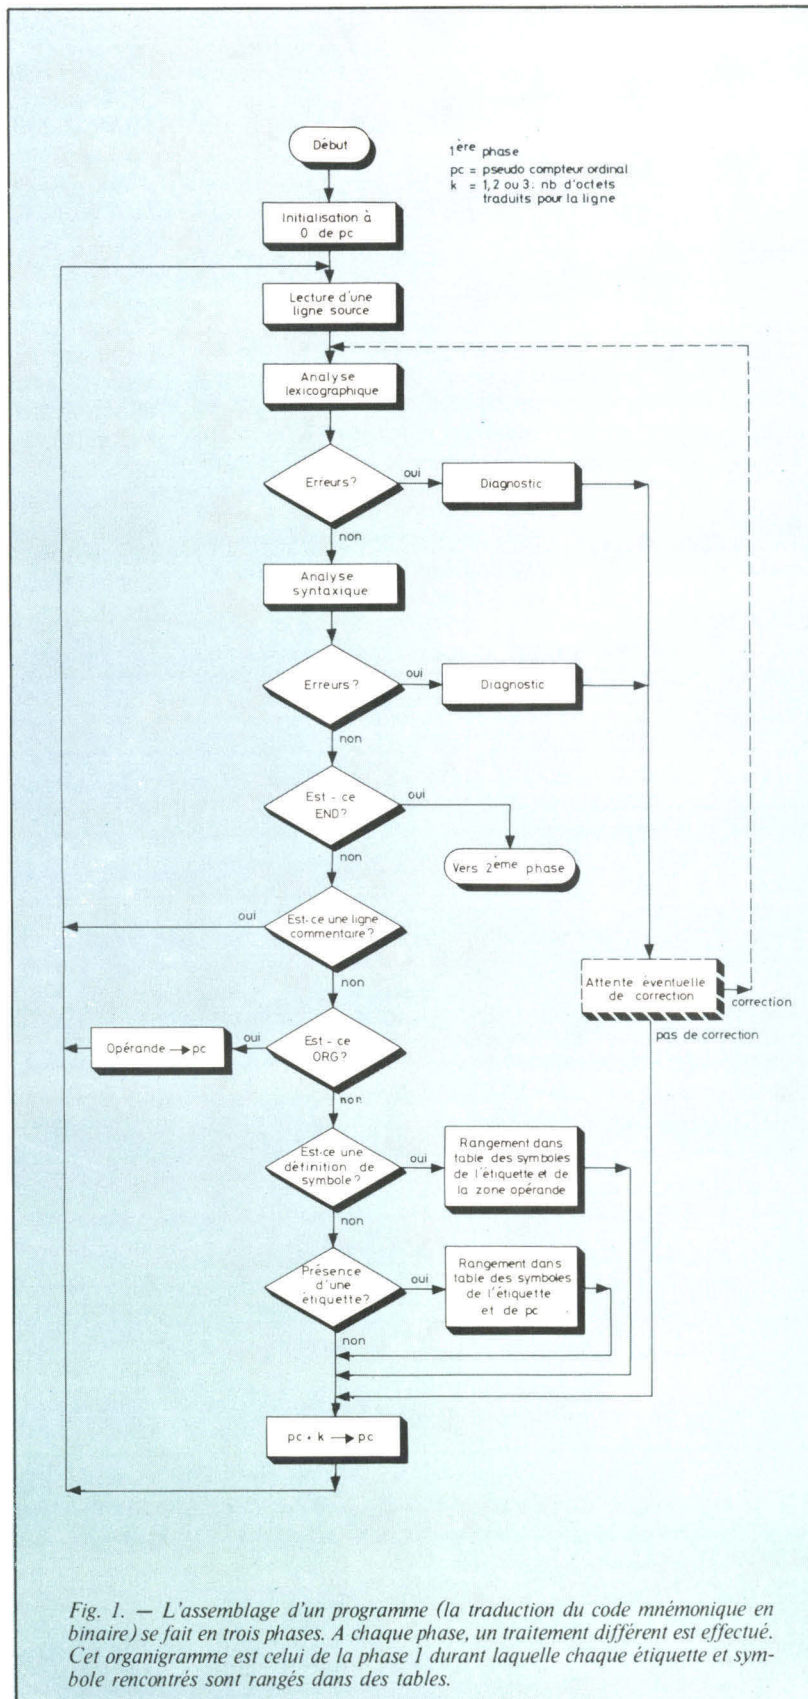 Début
1ère phase
pc = pseudo compteur ordinal
k = 1, 2 ou 3: nb d'octets
traduits pour la ligne
Initialisation à
0 de pc
Lecture d'une
ligne source
Analyse
lexicographique
Erreurs?
oui
Diagnostic
non
Analyse
syntaxique
Erreurs?
oui
Diagnostic
non
Est-ce
END?
oui
Vers 2ème phase
non
Est-ce une ligne
commentaire?
oui
non
Attente éventuelle
de correction
correction
pas de correction
Est-ce
ORG?
oui
Opérande → pc
non
Est-ce une
définition de
symbole?
oui
Rangement dans
table des symboles
de l'étiquette et de
la zone opérande
non
Présence
d'une
étiquette?
oui
Rangement dans
table des symboles
de l'étiquette
et de pc
non
pc + k → pc
Fig. 1. — L'assemblage d'un programme (la traduction du code mnémonique en
binaire) se fait en trois phases. A chaque phase, un traitement différent est effectué.
Cet organigramme est celui de la phase 1 durant laquelle chaque étiquette et sym-
bole rencontrés sont rangés dans des tables.